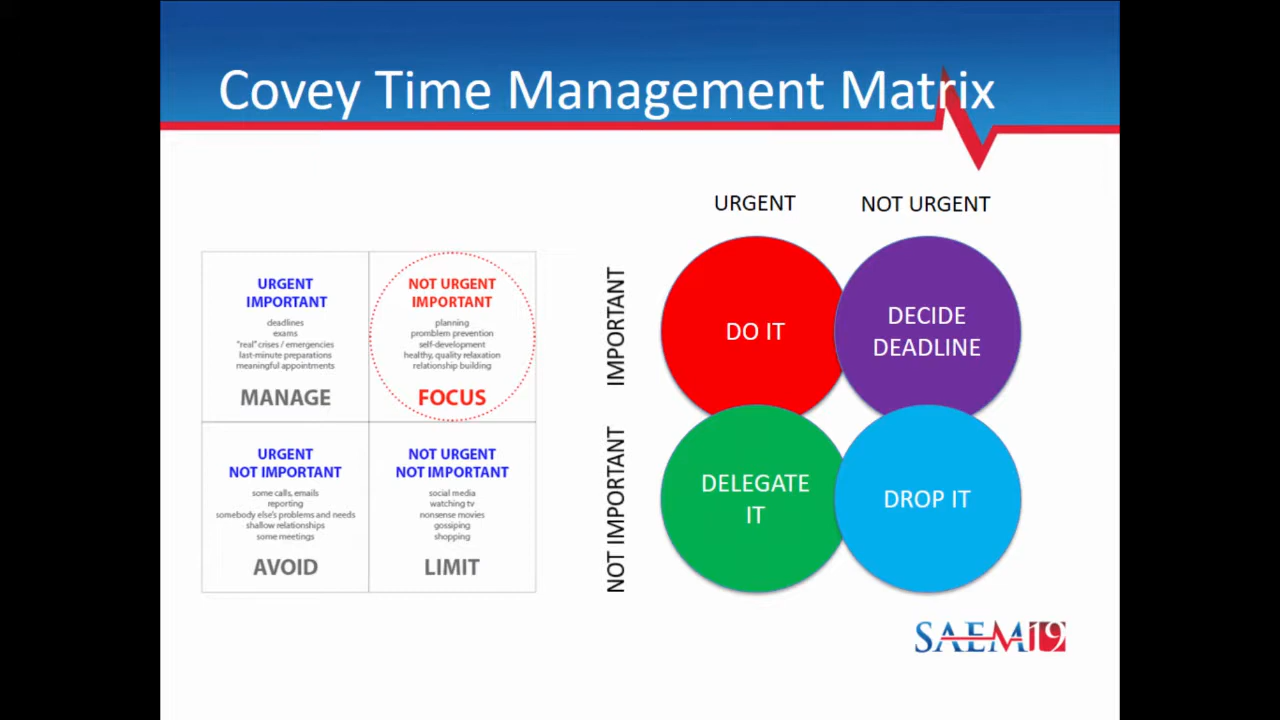 Covey Time Management Matrix
URGENT
IMPORTANT
deadlines
exams
"real" crises / emergencies
last-minute preparations
meaningful appointments
MANAGE
NOT URGENT
IMPORTANT
planning
promblem prevention
self-development
healthy, quality relaxation
relationship building
FOCUS
URGENT
NOT IMPORTANT
some calls, emails
reporting
somebody else's problems and needs
shallow relationships
some meetings
AVOID
NOT URGENT
NOT IMPORTANT
social media
watching tv
nonsense movies
gossiping
shopping
LIMIT
URGENT
NOT URGENT
IMPORTANT
DO IT
DECIDE
DEADLINE
NOT IMPORTANT
DELEGATE
IT
DROP IT
SAEM19